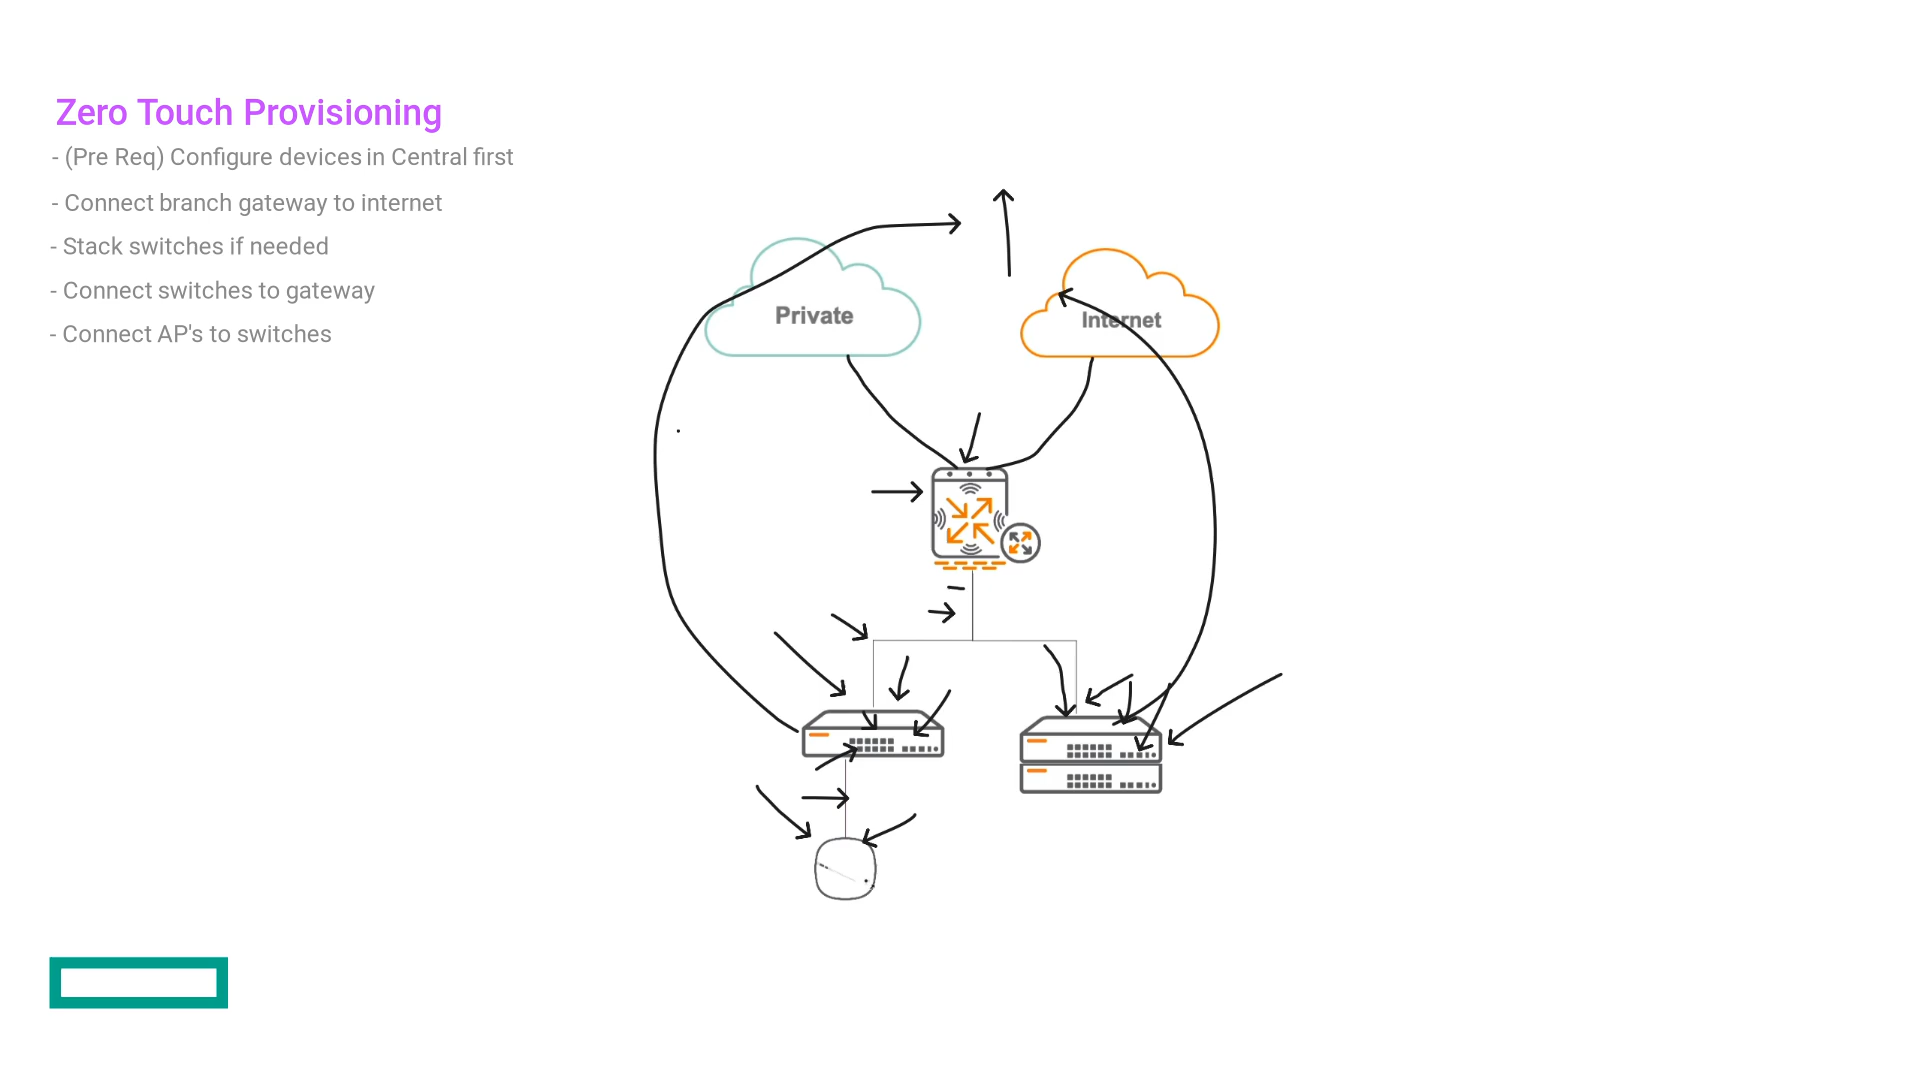 Zero Touch Provisioning
- (Pre Req) Configure devices in Central first
- Connect branch gateway to internet
- Stack switches if needed
- Connect switches to gateway
- Connect AP's to switches
Private
Internet